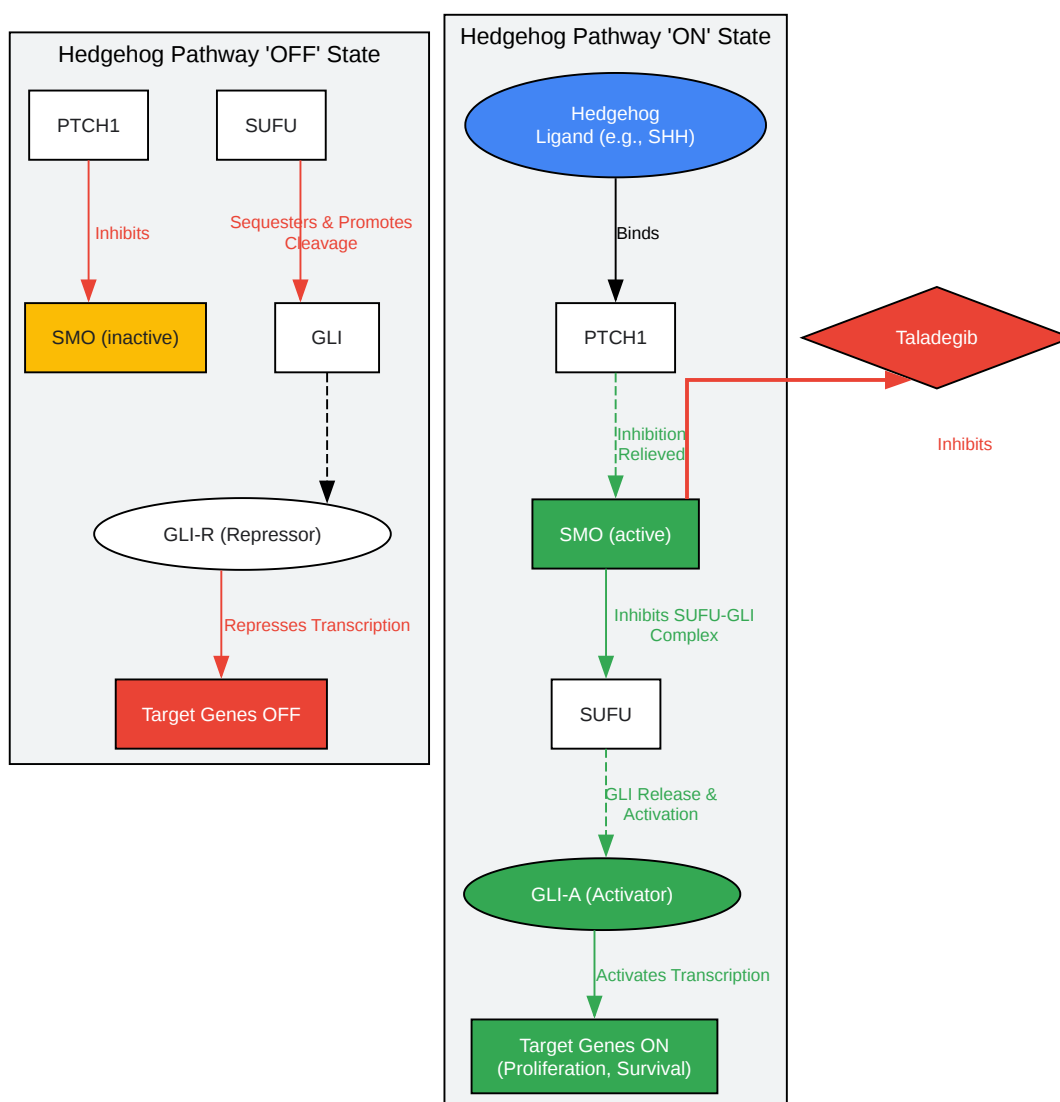 Hedgehog Pathway 'OFF' State
PTCH1
SUFU
Inhibits
Sequesters & Promotes
Cleavage
SMO (inactive)
GLI
GLI-R (Repressor)
Represses Transcription
Target Genes OFF
Hedgehog Pathway 'ON' State
Hedgehog
Ligand (e.g., SHH)
Binds
PTCH1
Inhibition
Relieved
SMO (active)
Inhibits SUFU-GLI
Complex
SUFU
GLI Release &
Activation
GLI-A (Activator)
Activates Transcription
Target Genes ON
(Proliferation, Survival)
Taladegib
Inhibits